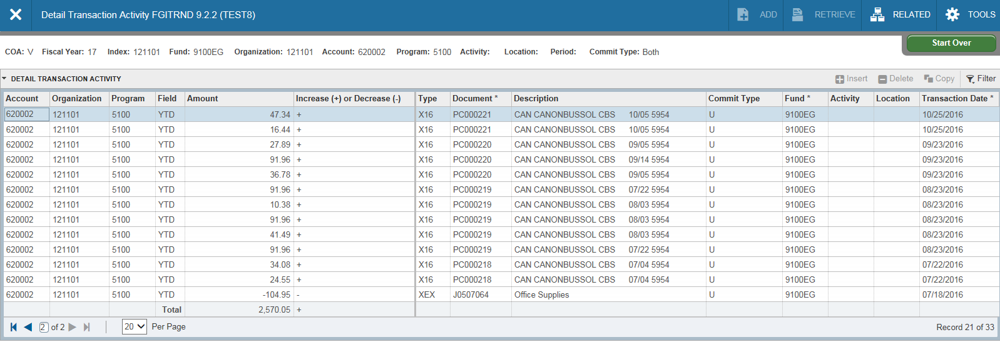 Detail Transaction Activity FGITRND 9.2.2 (TEST8) ADD RETRIEVE RELATED TOOLS
Start Over
COA: V Fiscal Year: 17 Index: 121101 Fund: 9100EG Organization: 121101 Account: 620002 Program: 5100 Activity: Location: Period: Commit Type: Both
DETAIL TRANSACTION ACTIVITY Insert Delete Copy Filter
Account Organization Program Field Amount Increase (+) or Decrease (-) Type Document * Description Commit Type Fund * Activity Location Transaction Date *
620002 121101 5100 YTD 47.34 + X16 PC000221 CAN CANONBUSSOL CBS 10/05 5954 U 9100EG 10/25/2016
620002 121101 5100 YTD 16.44 + X16 PC000221 CAN CANONBUSSOL CBS 10/05 5954 U 9100EG 10/25/2016
620002 121101 5100 YTD 27.89 + X16 PC000220 CAN CANONBUSSOL CBS 09/05 5954 U 9100EG 09/23/2016
620002 121101 5100 YTD 91.96 + X16 PC000220 CAN CANONBUSSOL CBS 09/14 5954 U 9100EG 09/23/2016
620002 121101 5100 YTD 36.78 + X16 PC000220 CAN CANONBUSSOL CBS 09/05 5954 U 9100EG 09/23/2016
620002 121101 5100 YTD 91.96 + X16 PC000219 CAN CANONBUSSOL CBS 07/22 5954 U 9100EG 08/23/2016
620002 121101 5100 YTD 10.38 + X16 PC000219 CAN CANONBUSSOL CBS 08/03 5954 U 9100EG 08/23/2016
620002 121101 5100 YTD 91.96 + X16 PC000219 CAN CANONBUSSOL CBS 08/03 5954 U 9100EG 08/23/2016
620002 121101 5100 YTD 41.49 + X16 PC000219 CAN CANONBUSSOL CBS 08/03 5954 U 9100EG 08/23/2016
620002 121101 5100 YTD 91.96 + X16 PC000219 CAN CANONBUSSOL CBS 07/22 5954 U 9100EG 08/23/2016
620002 121101 5100 YTD 34.08 + X16 PC000218 CAN CANONBUSSOL CBS 07/04 5954 U 9100EG 07/22/2016
620002 121101 5100 YTD 24.55 + X16 PC000218 CAN CANONBUSSOL CBS 07/04 5954 U 9100EG 07/22/2016
620002 121101 5100 YTD -104.95 - XEX J0507064 Office Supplies U 9100EG 07/18/2016
Total 2,570.05 +
2 of 2 20 Per Page Record 21 of 33